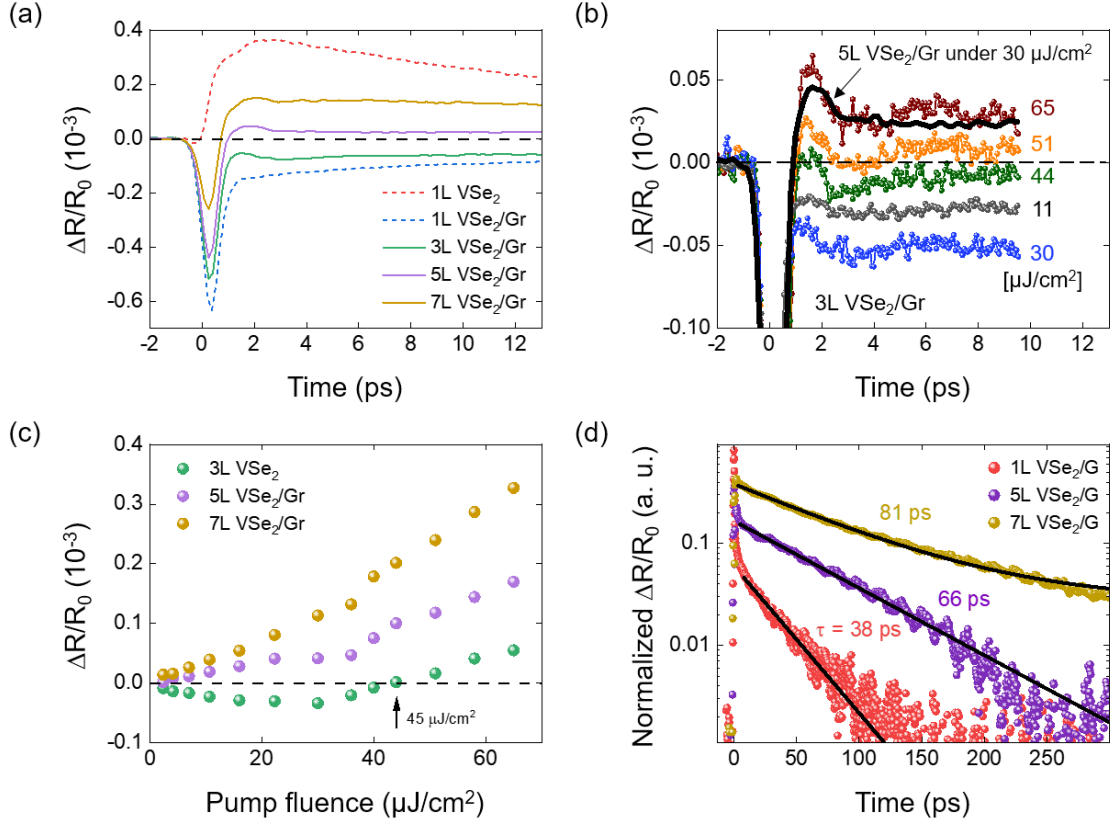 (a)
ΔR/R₀ (10⁻³)
0.4
0.2
0.0
-0.2
-0.4
-0.6
1L VSe₂
1L VSe₂/Gr
3L VSe₂/Gr
5L VSe₂/Gr
7L VSe₂/Gr
-2 0 2 4 6 8 10 12
Time (ps)
(b)
ΔR/R₀ (10⁻³)
0.05
0.00
-0.05
-0.10
5L VSe₂/Gr under 30 μJ/cm²
65
51
44
11
30
[μJ/cm²]
3L VSe₂/Gr
-2 0 2 4 6 8 10 12
Time (ps)
(c)
ΔR/R₀ (10⁻³)
0.4
0.3
0.2
0.1
0.0
-0.1
3L VSe₂
5L VSe₂/Gr
7L VSe₂/Gr
45 μJ/cm²
0 20 40 60
Pump fluence (μJ/cm²)
(d)
Normalized ΔR/R₀ (a. u.)
0.1
0.01
1L VSe₂/G
5L VSe₂/G
7L VSe₂/G
81 ps
66 ps
τ = 38 ps
0 50 100 150 200 250
Time (ps)